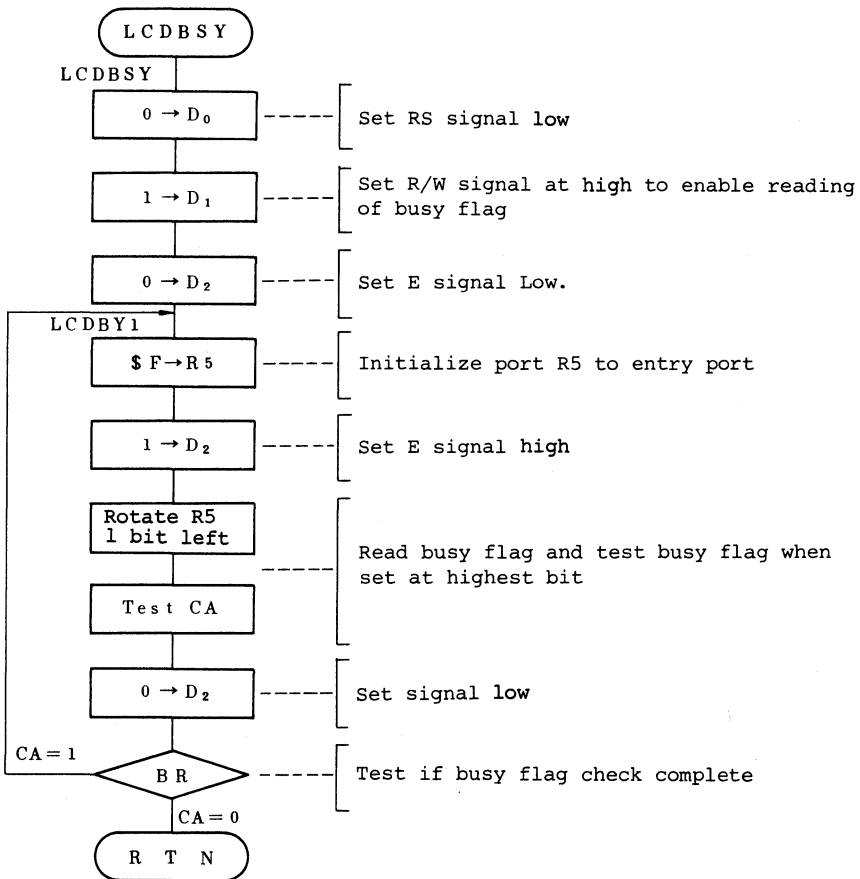 LCDBSY
LCDBSY
0 → D₀
Set RS signal low
1 → D₁
Set R/W signal at high to enable reading
of busy flag
0 → D₂
Set E signal Low.
LCDBY1
$F→R5
Initialize port R5 to entry port
1 → D₂
Set E signal high
Rotate R5
1 bit left
Read busy flag and test busy flag when
set at highest bit
Test CA
0 → D₂
Set signal low
CA=1
BR
Test if busy flag check complete
CA=0
RTN